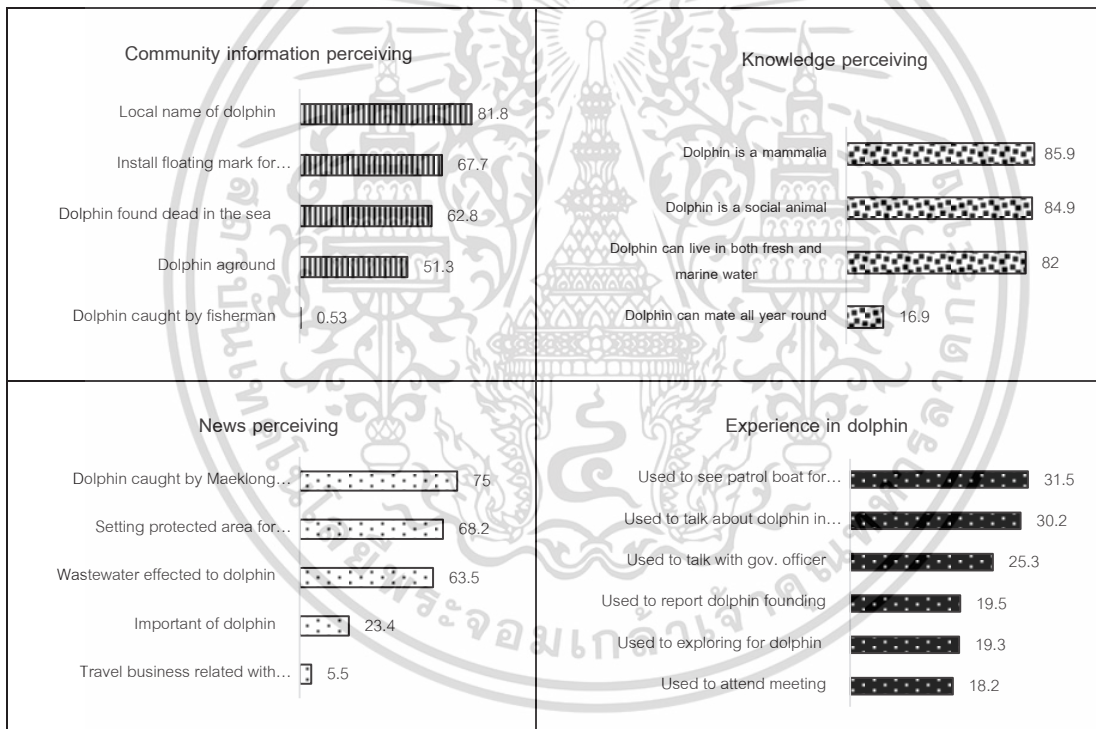 Community information perceiving
Local name of dolphin 81.8
Install floating mark for… 67.7
Dolphin found dead in the sea 62.8
Dolphin aground 51.3
Dolphin caught by fisherman 0.53
Knowledge perceiving
Dolphin is a mammalia 85.9
Dolphin is a social animal 84.9
Dolphin can live in both fresh and
marine water 82
Dolphin can mate all year round 16.9
News perceiving
Dolphin caught by Maeklong… 75
Setting protected area for… 68.2
Wastewater effected to dolphin 63.5
Important of dolphin 23.4
Travel business related with… 5.5
Experience in dolphin
Used to see patrol boat for… 31.5
Used to talk about dolphin in… 30.2
Used to talk with gov. officer 25.3
Used to report dolphin founding 19.5
Used to exploring for dolphin 19.3
Used to attend meeting 18.2